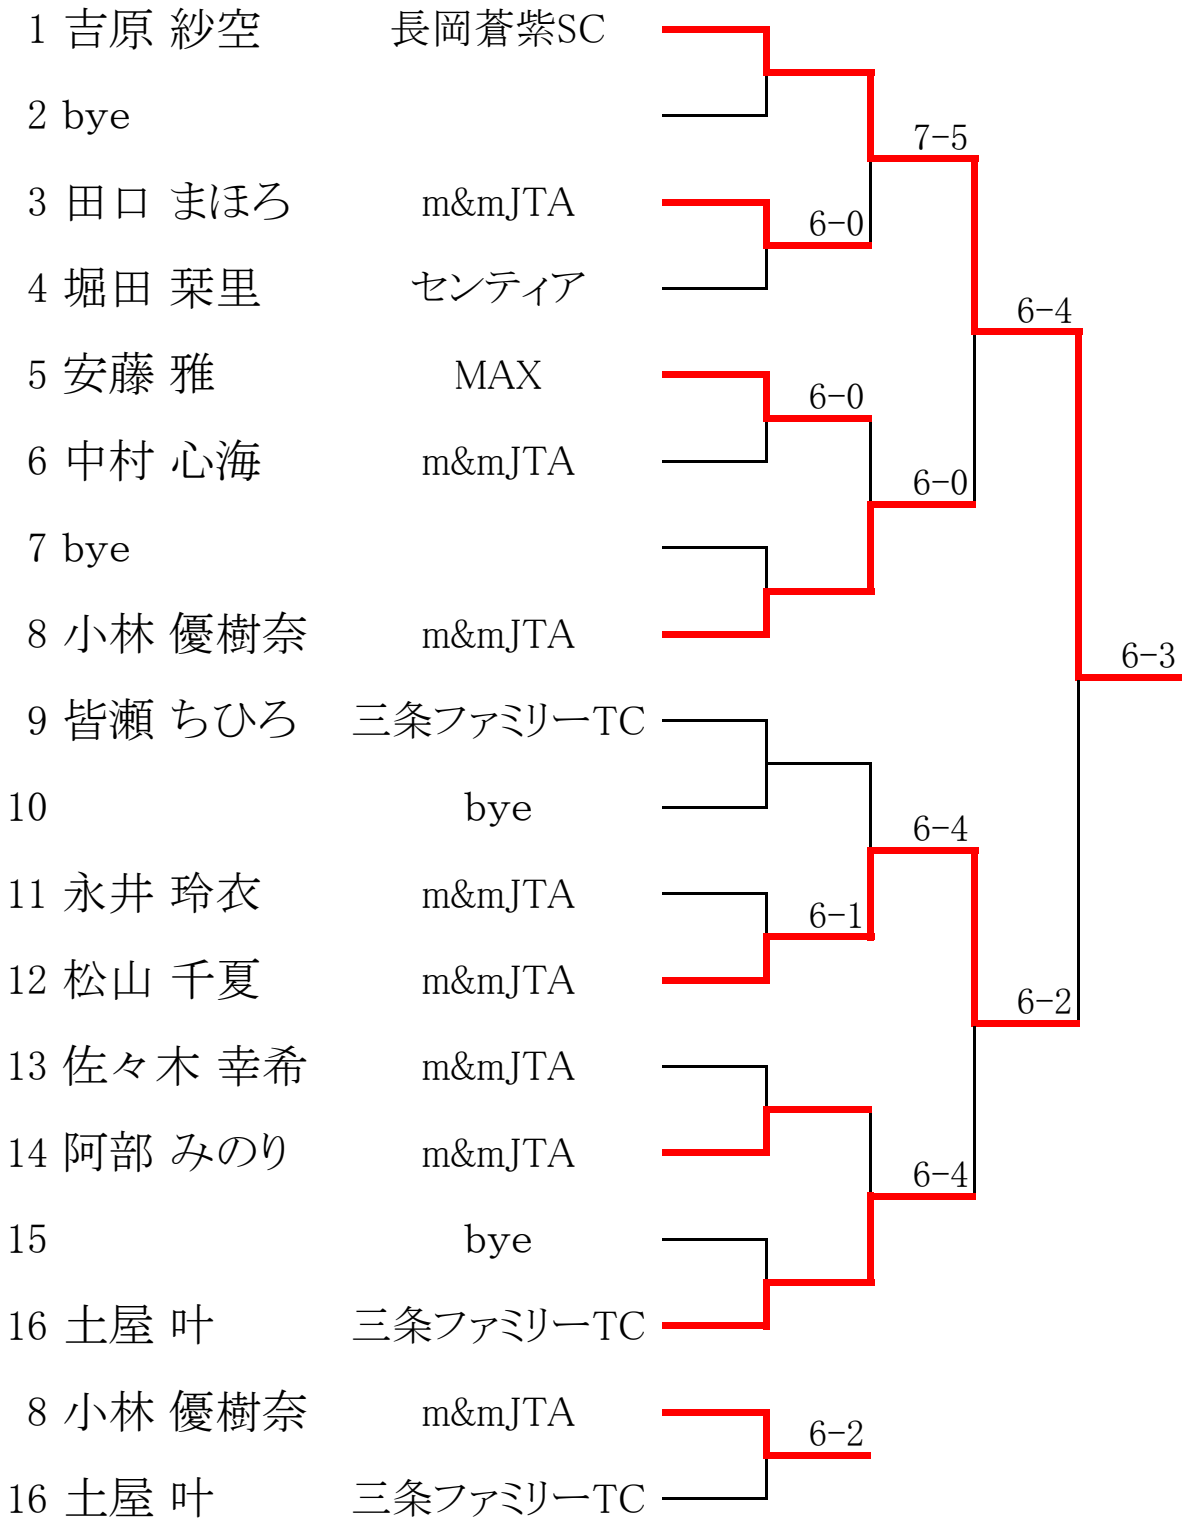 1 吉原 紗空 長岡蒼紫SC
2 bye
7-5
3 田口 まほろ m&mJTA
6-0
4 堀田 栞里 センティア
6-4
5 安藤 雅 MAX
6-0
6 中村 心海 m&mJTA
6-0
7 bye
8 小林 優樹奈 m&mJTA
6-3
9 皆瀬 ちひろ 三条ファミリーTC
10 bye
6-4
11 永井 玲衣 m&mJTA
6-1
12 松山 千夏 m&mJTA
6-2
13 佐々木 幸希 m&mJTA
14 阿部 みのり m&mJTA
6-4
15 bye
16 土屋 叶 三条ファミリーTC
8 小林 優樹奈 m&mJTA
6-2
16 土屋 叶 三条ファミリーTC